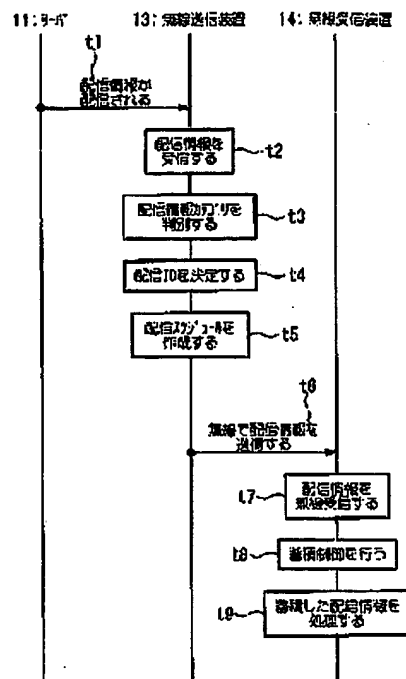 11: サーバ
13: 無線送信装置
14: 無線受信装置
t1
配信情報が
配信される
配信情報を
受信する
t2
配信情報カテゴリを
判別する
t3
配信IDを決定する
t4
配信スケジュールを
作成する
t5
t6
無線で配信情報を
送信する
t7
配信情報を
無線受信する
t8
蓄積制御を行う
t9
蓄積した配信情報を
処理する